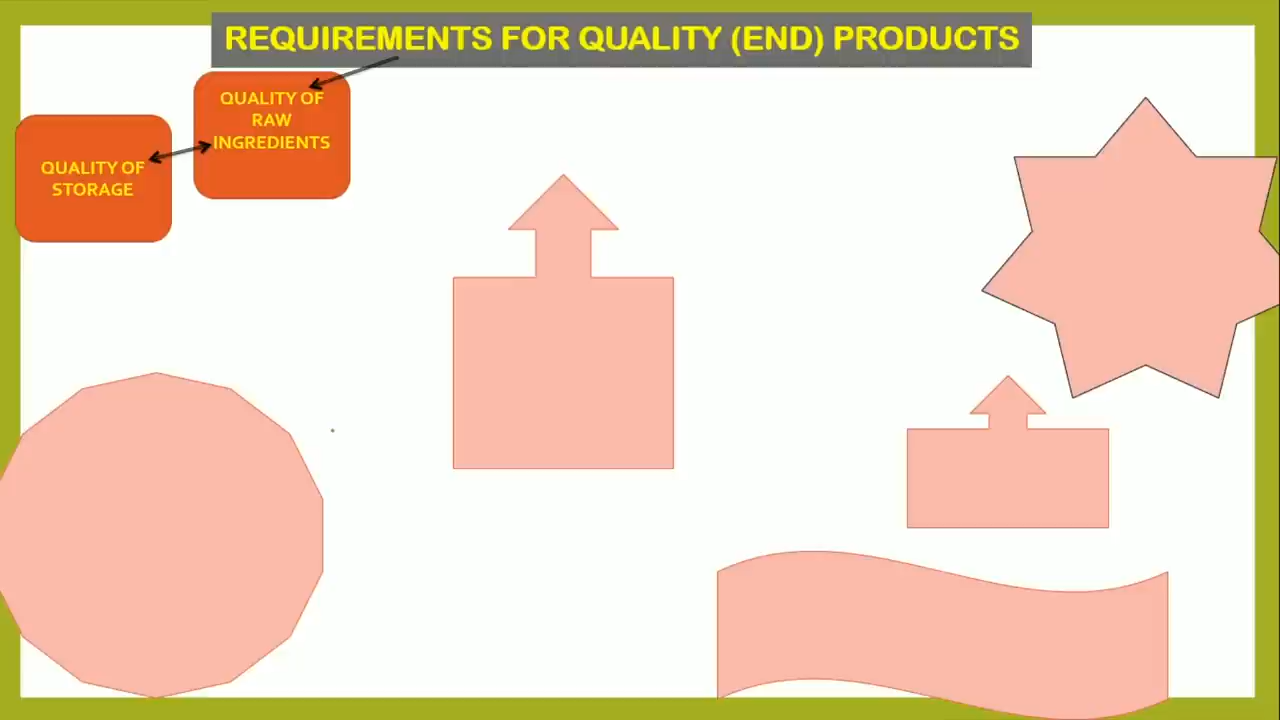 REQUIREMENTS FOR QUALITY (END) PRODUCTS
QUALITY OF
RAW
INGREDIENTS
QUALITY OF
STORAGE